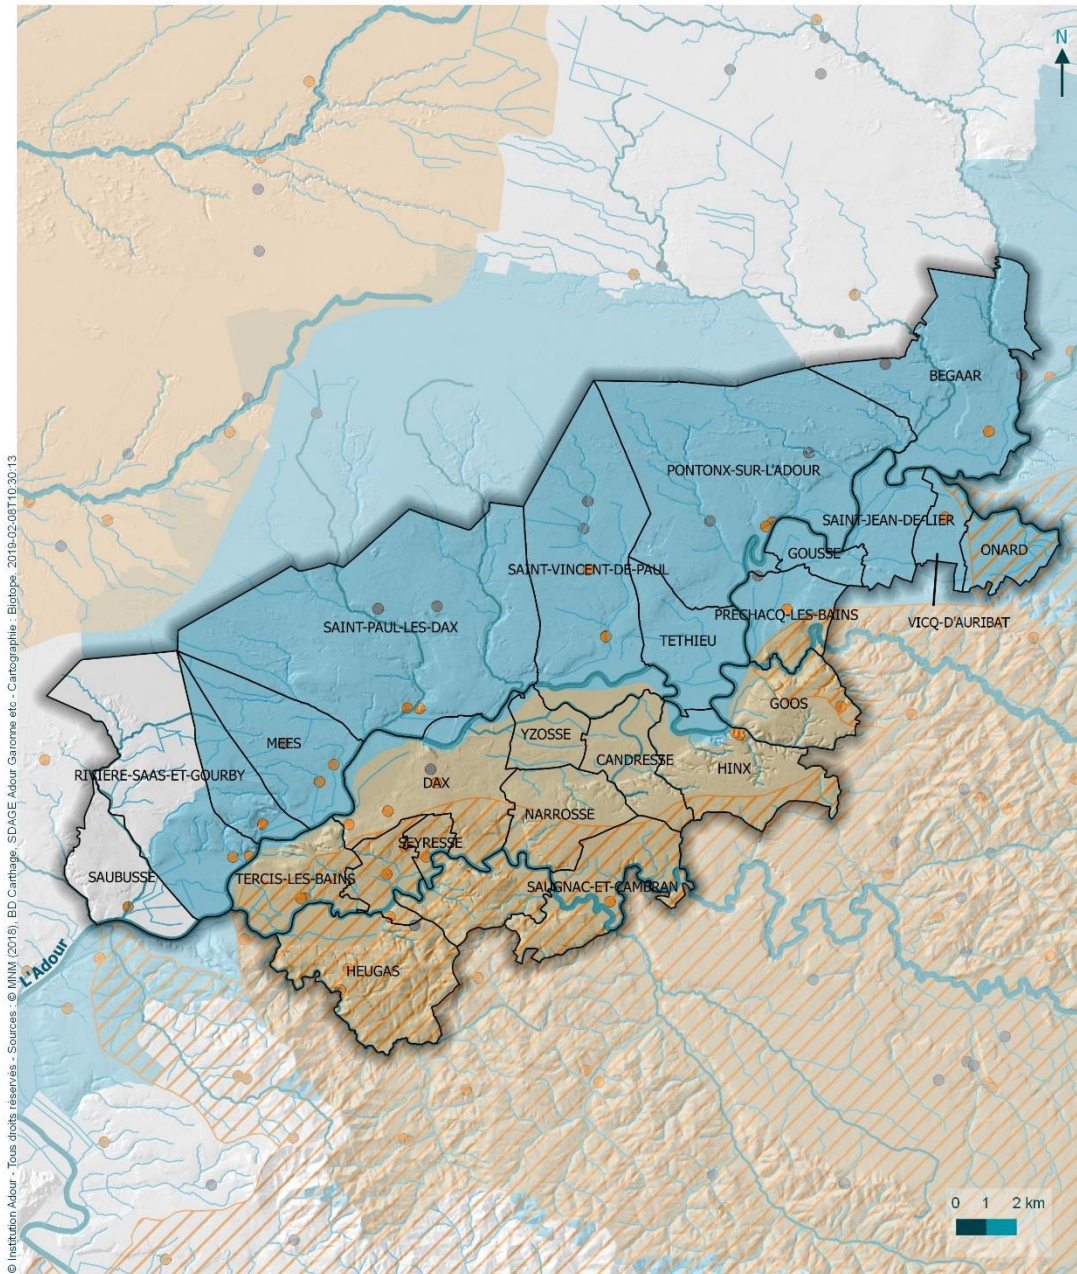 N
BEGAAR
PONTONX-SUR-L'ADOUR
SAINT-JEAN-DE-LIER
GOUSSE
ONARD
SAINT-VINCENT-DE-PAUL
PRECHACQ-LES-BAINS
VICQ-D'AURIBAT
SAINT-PAUL-LES-DAX
TETHIEU
GOOS
YZOSSE
MEES
CANDRESSE
HINX
RIVIERE-SAAS-ET-GOURBY
DAX
NARROSSE
SEYRESSE
SAUBUSSE
TERCIS-LES-BAINS
SAUGNAC-ET-CAMBRAN
L'Adour
HEUGAS
0 1 2 km
© Institution Adour - Tous droits réservés - Sources : © MNM (2018), BD Carthage, SDAGE Adour Garonne etc - Cartographie : Biotope, 2019-02-08T10:30:13